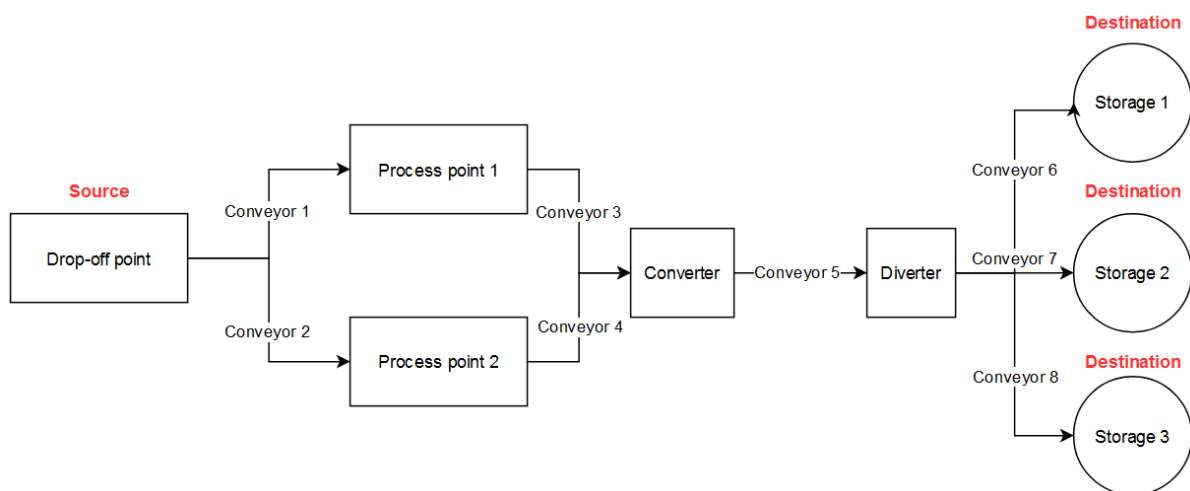 Source
Drop-off point
Conveyor 1
Conveyor 2
Process point 1
Process point 2
Conveyor 3
Conveyor 4
Converter
Conveyor 5
Diverter
Conveyor 6
Conveyor 7
Conveyor 8
Destination
Storage 1
Destination
Storage 2
Destination
Storage 3